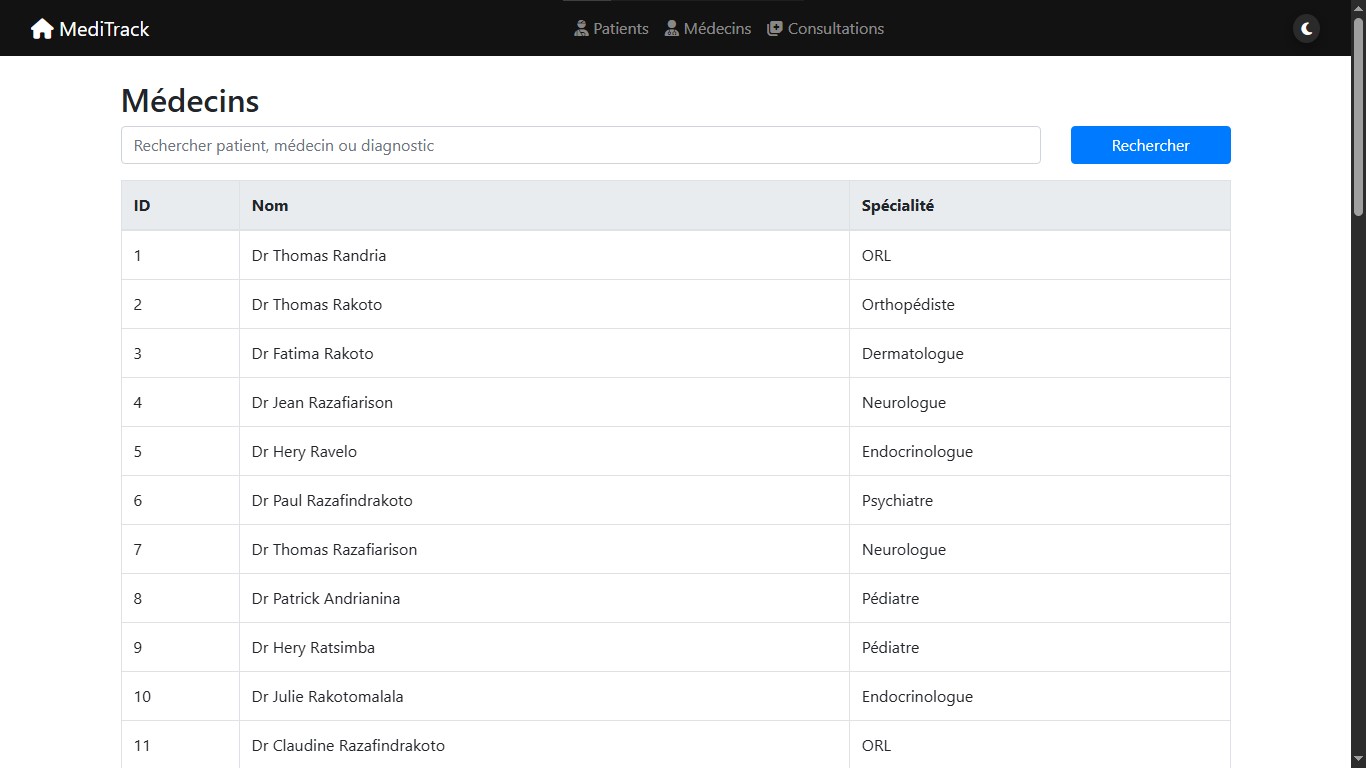 MediTrack Patients Médecins Consultations
Médecins
Rechercher patient, médecin ou diagnostic Rechercher
ID Nom Spécialité
1 Dr Thomas Randria ORL
2 Dr Thomas Rakoto Orthopédiste
3 Dr Fatima Rakoto Dermatologue
4 Dr Jean Razafiarison Neurologue
5 Dr Hery Ravelo Endocrinologue
6 Dr Paul Razafindrakoto Psychiatre
7 Dr Thomas Razafiarison Neurologue
8 Dr Patrick Andrianina Pédiatre
9 Dr Hery Ratsimba Pédiatre
10 Dr Julie Rakotomalala Endocrinologue
11 Dr Claudine Razafindrakoto ORL